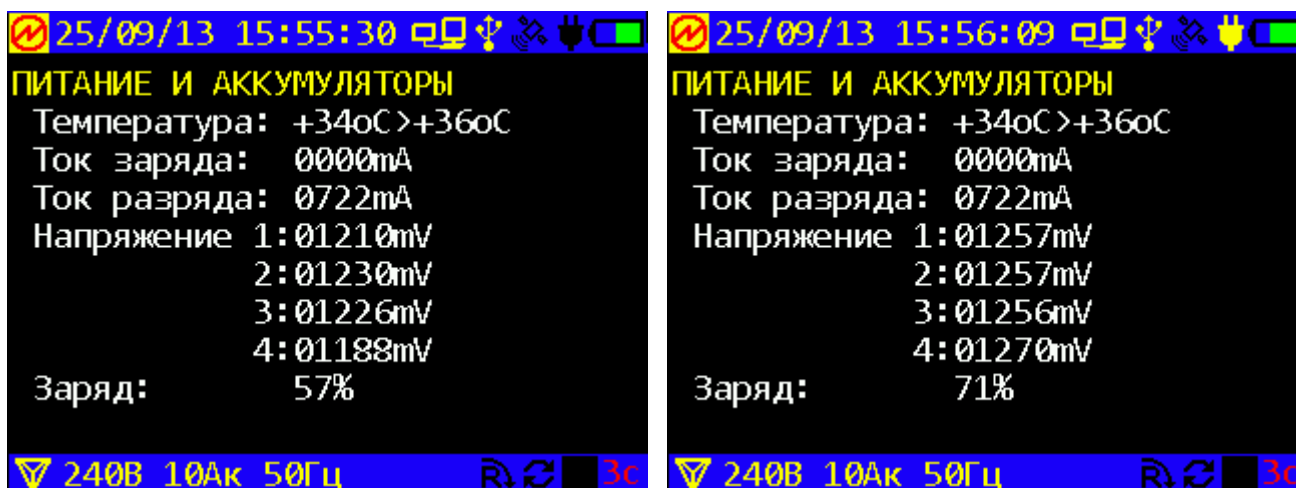 25/09/13 15:55:30
ПИТАНИЕ И АККУМУЛЯТОРЫ
Температура: +34oC>+36oC
Ток заряда: 0000mA
Ток разряда: 0722mA
Напряжение 1:01210mV
2:01230mV
3:01226mV
4:01188mV
Заряд: 57%
240В 10Ак 50Гц R 3с
25/09/13 15:56:09
ПИТАНИЕ И АККУМУЛЯТОРЫ
Температура: +34oC>+36oC
Ток заряда: 0000mA
Ток разряда: 0722mA
Напряжение 1:01257mV
2:01257mV
3:01256mV
4:01270mV
Заряд: 71%
240В 10Ак 50Гц R 3с